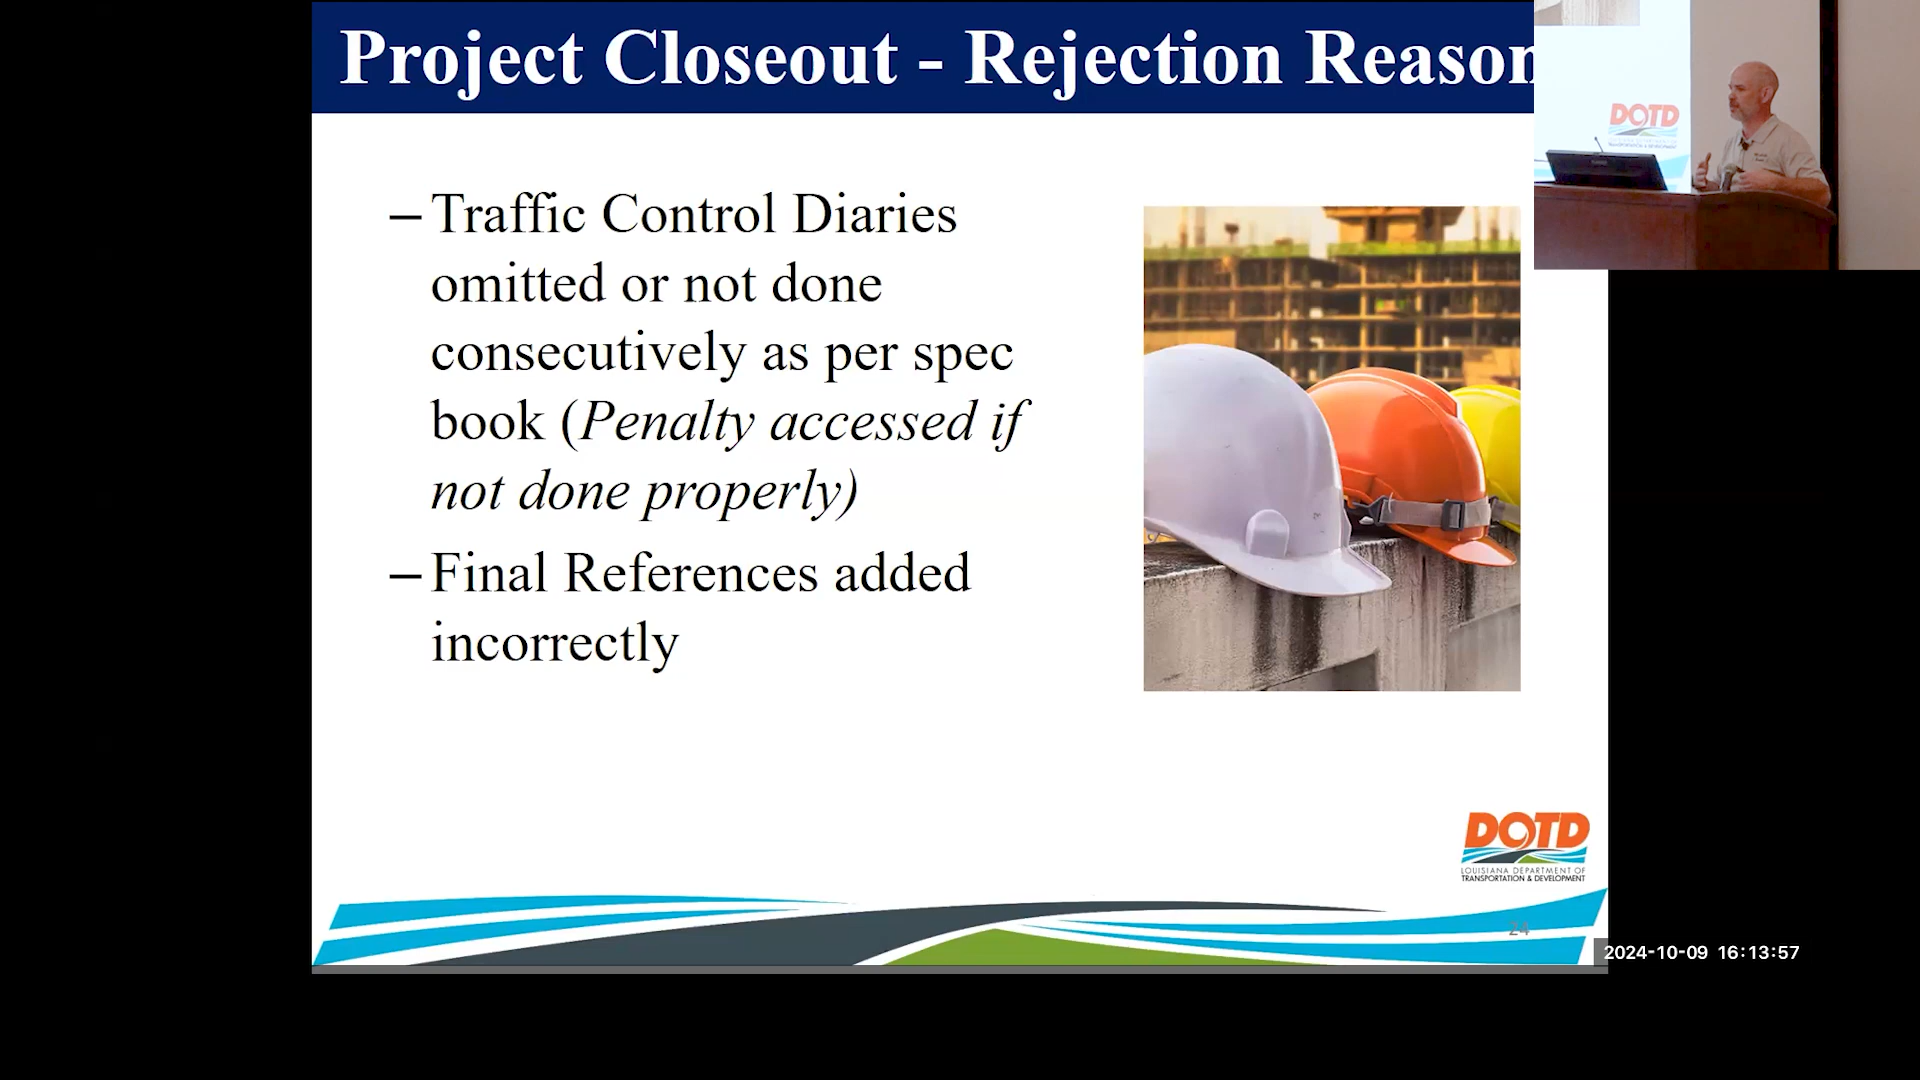 Project Closeout - Rejection Reason
– Traffic Control Diaries
omitted or not done
consecutively as per spec
book (Penalty accessed if
not done properly)
– Final References added
incorrectly
DOTD
DOTD
LOUISIANA DEPARTMENT OF
TRANSPORTATION & DEVELOPMENT
24
2024-10-09 16:13:57